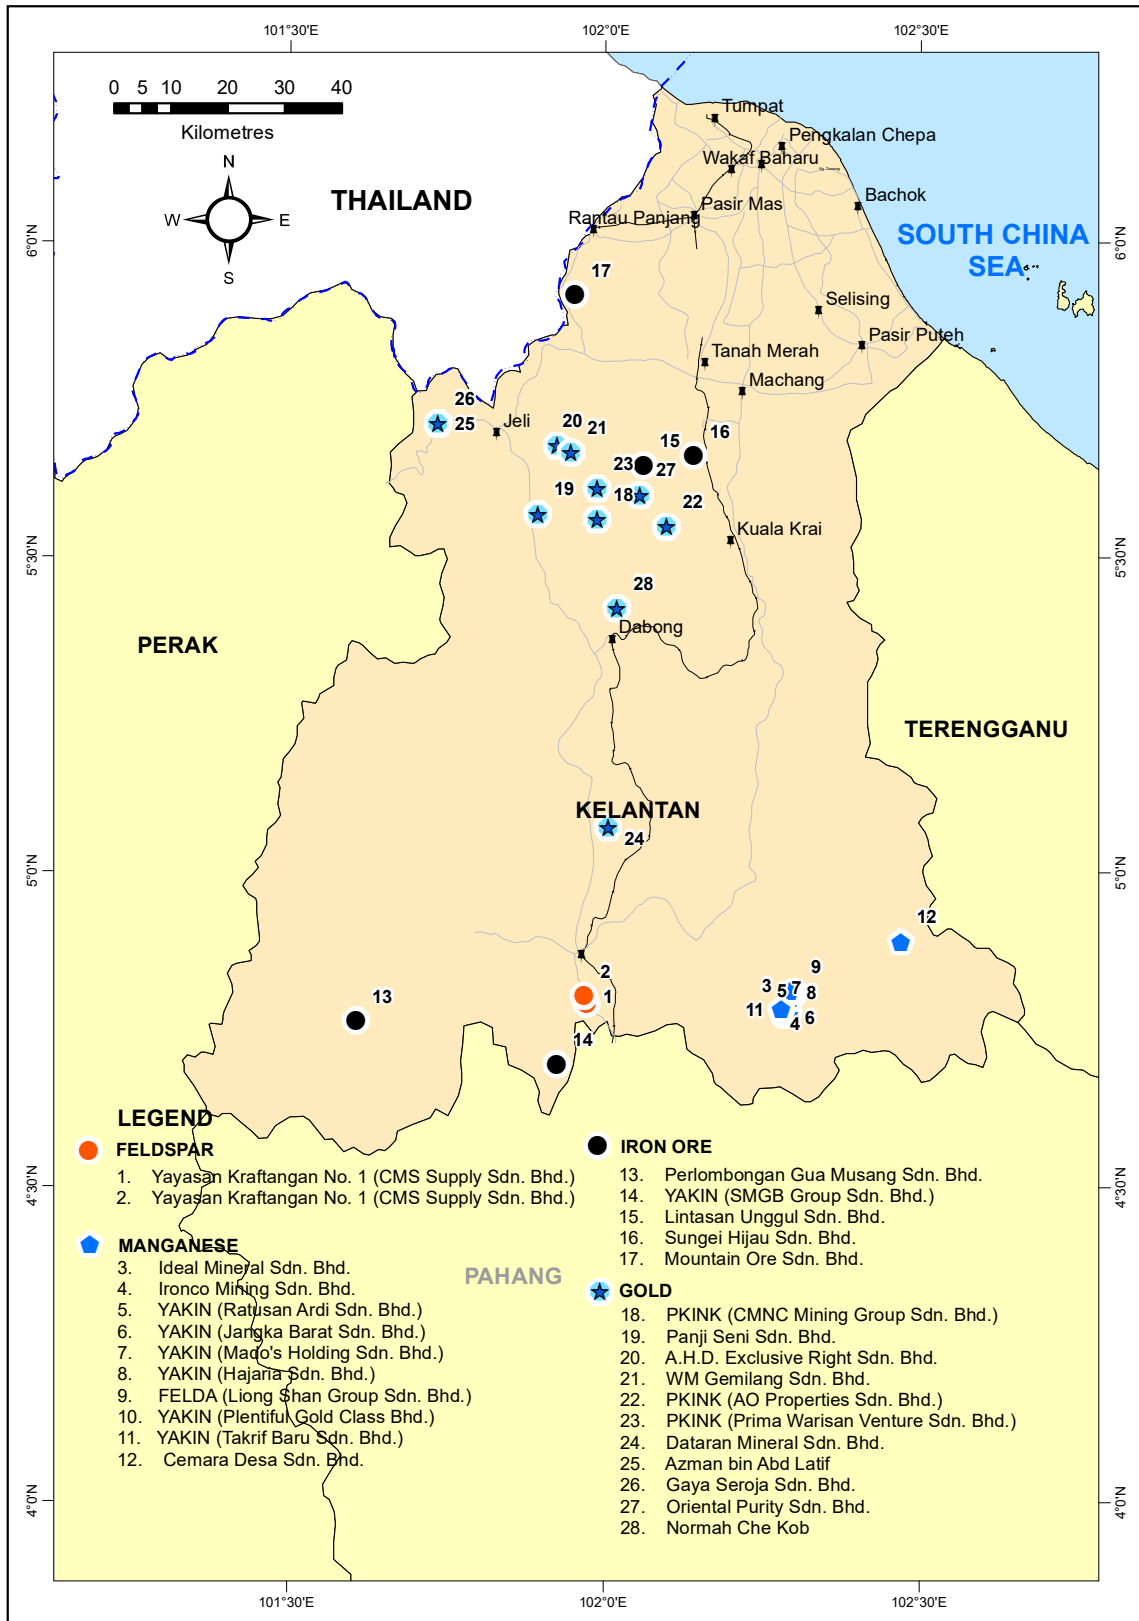 101°30'E 102°0'E 102°30'E
0 5 10 20 30 40
Kilometres
N
W E
S
THAILAND
Tumpat
Pengkalan Chepa
Wakaf Baharu
Bachok
Pasir Mas
Rantau Panjang
SOUTH CHINA
SEA
6°0'N 6°0'N
17
Selising
Pasir Puteh
Tanah Merah
Machang
26
25
Jeli
20 21
15 16
23 27
19 18 22
Kuala Krai
5°30'N 5°30'N
28
Dabong
PERAK
TERENGGANU
KELANTAN
24
5°0'N 5°0'N
12
2
1
9
3 5 7 8
11 4 6
13
14
LEGEND
FELDSPAR
1. Yayasan Kraftangan No. 1 (CMS Supply Sdn. Bhd.)
2. Yayasan Kraftangan No. 1 (CMS Supply Sdn. Bhd.)
MANGANESE
3. Ideal Mineral Sdn. Bhd.
4. Ironco Mining Sdn. Bhd.
5. YAKIN (Ratusan Ardi Sdn. Bhd.)
6. YAKIN (Jangka Barat Sdn. Bhd.)
7. YAKIN (Mado's Holding Sdn. Bhd.)
8. YAKIN (Hajaria Sdn. Bhd.)
9. FELDA (Liong Shan Group Sdn. Bhd.)
10. YAKIN (Plentiful Gold Class Bhd.)
11. YAKIN (Takrif Baru Sdn. Bhd.)
12. Cemara Desa Sdn. Bhd.
IRON ORE
13. Perlombongan Gua Musang Sdn. Bhd.
14. YAKIN (SMGB Group Sdn. Bhd.)
15. Lintasan Unggul Sdn. Bhd.
16. Sungei Hijau Sdn. Bhd.
17. Mountain Ore Sdn. Bhd.
GOLD
18. PKINK (CMNC Mining Group Sdn. Bhd.)
19. Panji Seni Sdn. Bhd.
20. A.H.D. Exclusive Right Sdn. Bhd.
21. WM Gemilang Sdn. Bhd.
22. PKINK (AO Properties Sdn. Bhd.)
23. PKINK (Prima Warisan Venture Sdn. Bhd.)
24. Dataran Mineral Sdn. Bhd.
25. Azman bin Abd Latif
26. Gaya Seroja Sdn. Bhd.
27. Oriental Purity Sdn. Bhd.
28. Normah Che Kob
PAHANG
4°30'N 4°30'N
4°0'N 4°0'N
101°30'E 102°0'E 102°30'E